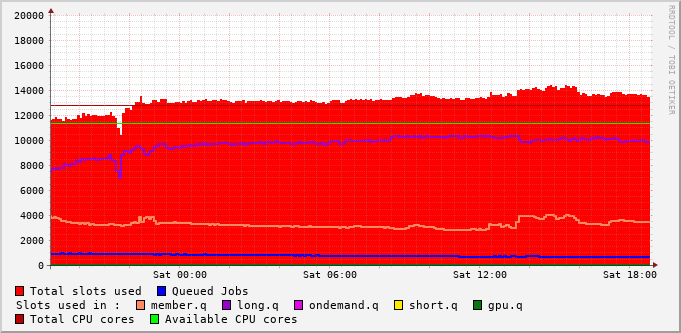 RRDTOOL / TOBI OETIKER
20000
18000
16000
14000
12000
10000
8000
6000
4000
2000
0
Sat 00:00 Sat 06:00 Sat 12:00 Sat 18:00
Total slots used Queued Jobs
Slots used in : member.q long.q ondemand.q short.q gpu.q
Total CPU cores Available CPU cores